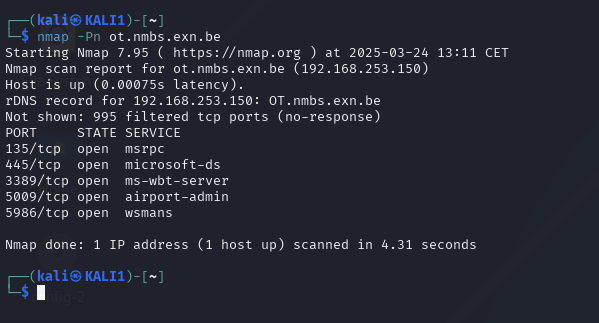 ┌──(kali㉿KALI1)-[~]
└─$ nmap -Pn ot.nmbs.exn.be
Starting Nmap 7.95 ( https://nmap.org ) at 2025-03-24 13:11 CET
Nmap scan report for ot.nmbs.exn.be (192.168.253.150)
Host is up (0.00075s latency).
rDNS record for 192.168.253.150: OT.nmbs.exn.be
Not shown: 995 filtered tcp ports (no-response)
PORT     STATE SERVICE
135/tcp  open  msrpc
445/tcp  open  microsoft-ds
3389/tcp open  ms-wbt-server
5009/tcp open  airport-admin
5986/tcp open  wsmans
Nmap done: 1 IP address (1 host up) scanned in 4.31 seconds
┌──(kali㉿KALI1)-[~]
└─$